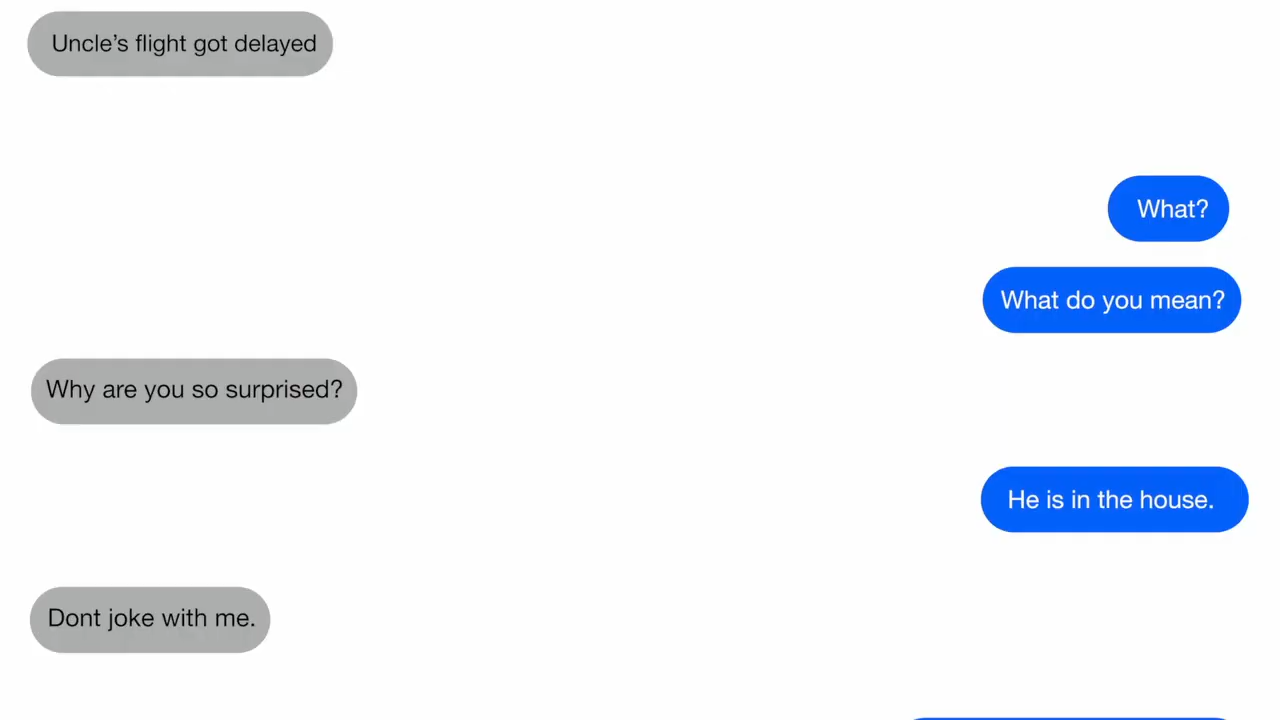 Uncle’s flight got delayed
What?
What do you mean?
Why are you so surprised?
He is in the house.
Dont joke with me.